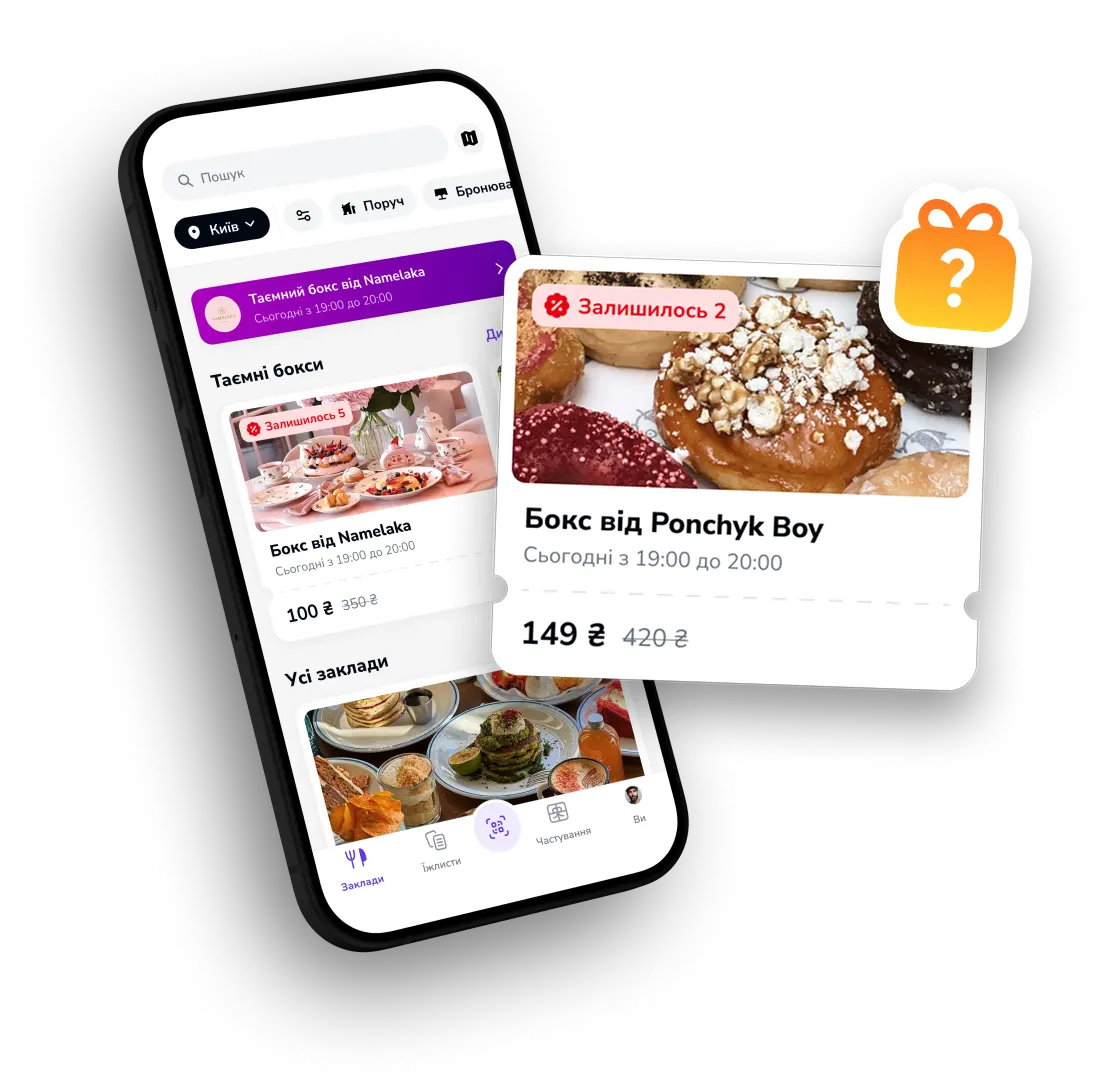 Пошук
Київ
Поруч
Бронюва
Таємний бокс від Namelaka
Сьогодні з 19:00 до 20:00
Таємні бокси
Ди
Залишилось 5
Бокс від Namelaka
Сьогодні з 19:00 до 20:00
100 ₴ 350 ₴
Усі заклади
Заклади
Їжлисти
Частування
Ви
?
Залишилось 2
Бокс від Ponchyk Boy
Сьогодні з 19:00 до 20:00
149 ₴ 420 ₴